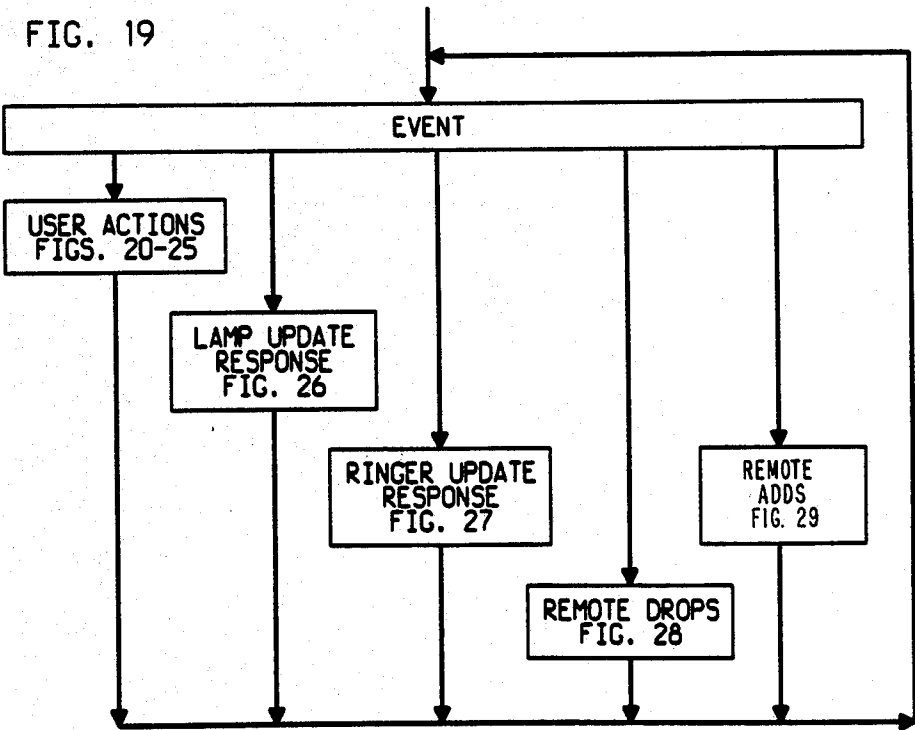 FIG. 19
EVENT
USER ACTIONS
FIGS. 20-25
LAMP UPDATE
RESPONSE
FIG. 26
RINGER UPDATE
RESPONSE
FIG. 27
REMOTE
ADDS
FIG. 29
REMOTE DROPS
FIG. 28